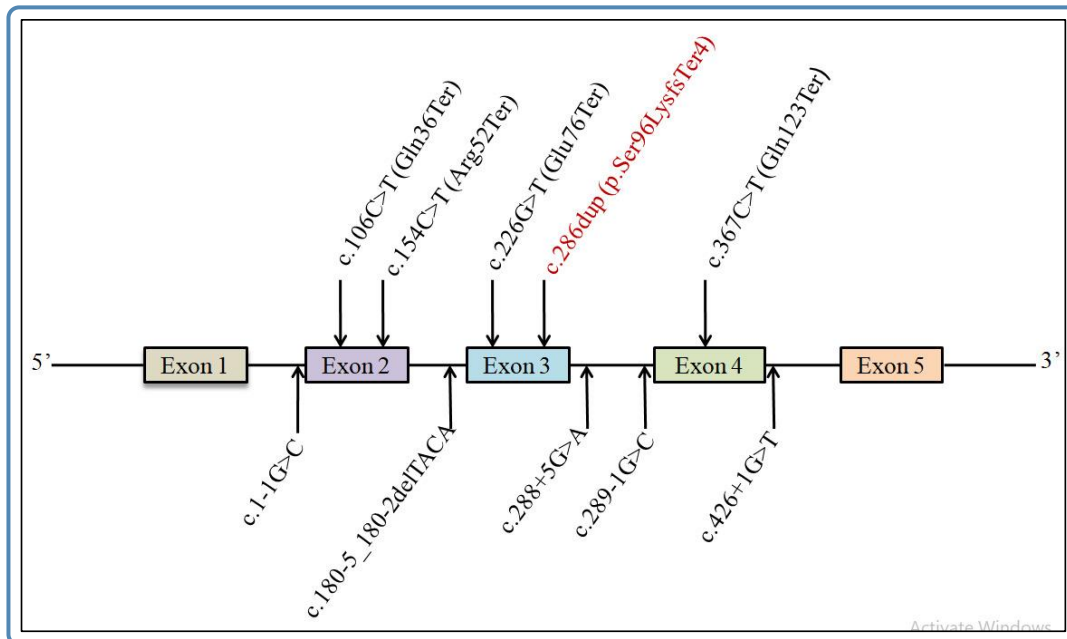 c.106C>T (Gln36Ter)
c.154C>T (Arg52Ter)
c.226G>T (Glu76Ter)
c.286dup (p.Ser96LysfsTer4)
c.367C>T (Gln123Ter)
5’
Exon 1
Exon 2
Exon 3
Exon 4
Exon 5
3’
c.1-1G>C
c.180-5_180-2delTACA
c.288+5G>A
c.289-1G>C
c.426+1G>T
Activate Windows